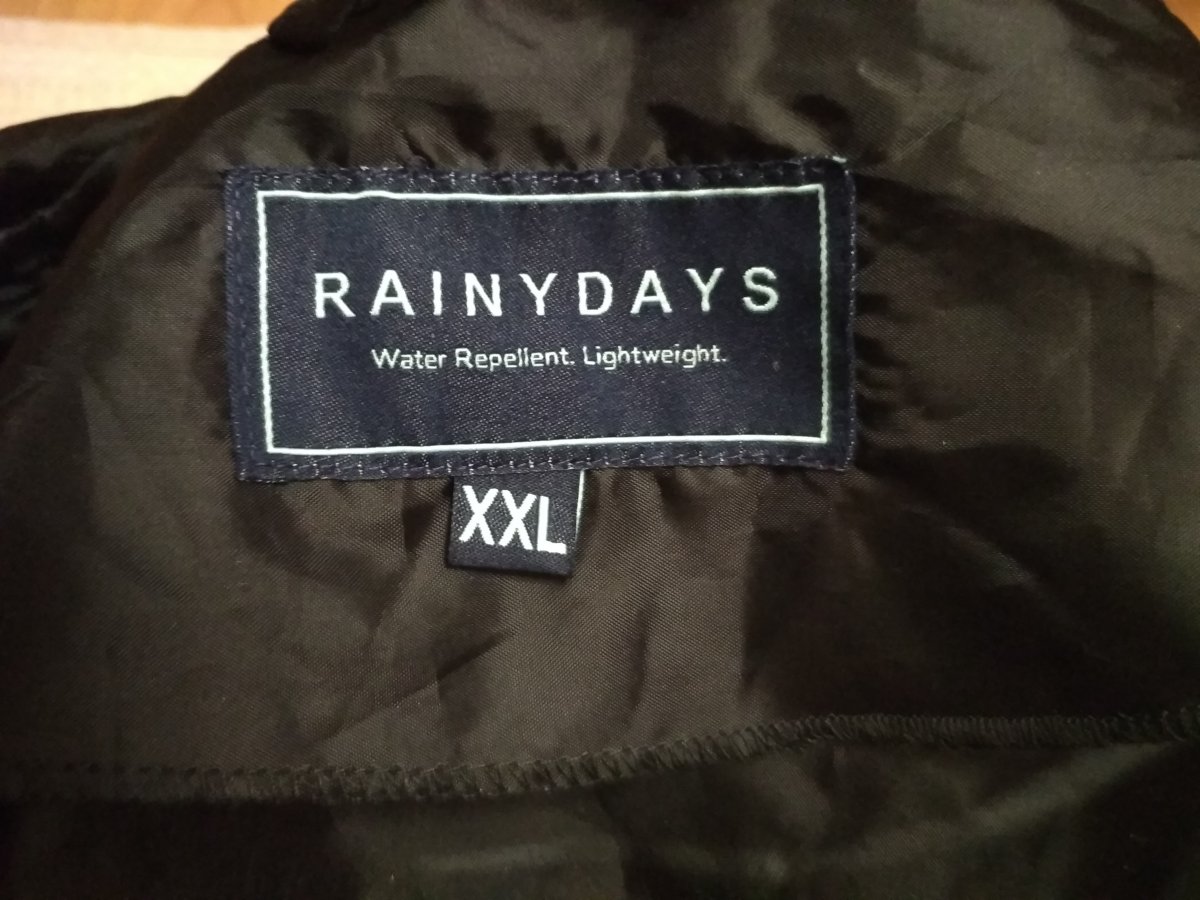 RAINYDAYS
Water Repellent. Lightweight.
XXL